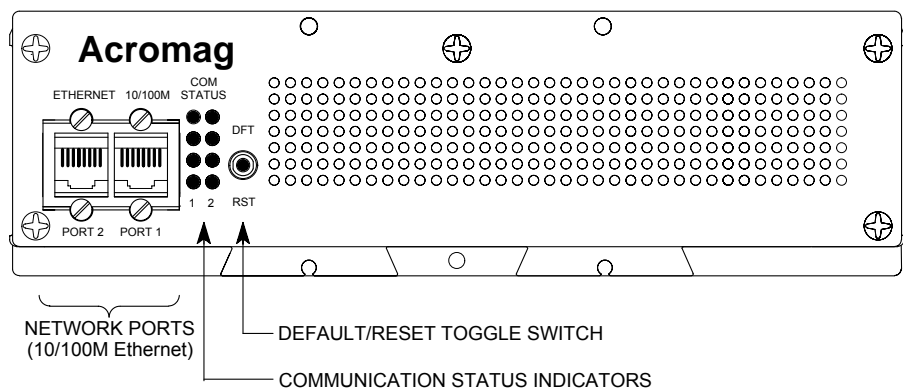 Acromag
COM
STATUS
ETHERNET 10/100M
DFT
RST
1 2
PORT 2 PORT 1
NETWORK PORTS
(10/100M Ethernet)
DEFAULT/RESET TOGGLE SWITCH
COMMUNICATION STATUS INDICATORS